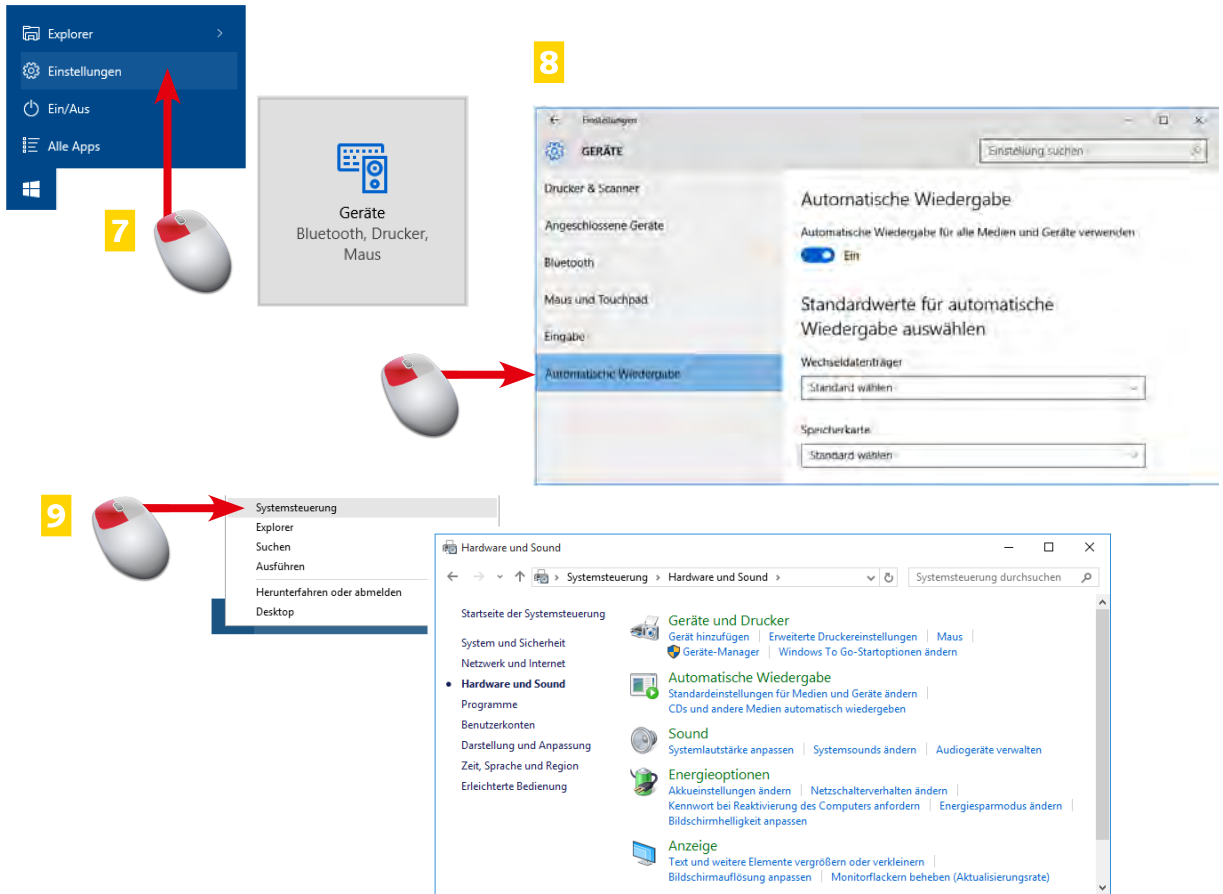 Explorer
Einstellungen
Ein/Aus
Alle Apps
7
Geräte
Bluetooth, Drucker,
Maus
8
Einstellungen
GERÄTE
Einstellung suchen
Drucker & Scanner
Angeschlossene Geräte
Bluetooth
Maus und Touchpad
Eingabe
Automatische Wiedergabe
Automatische Wiedergabe
Automatische Wiedergabe für alle Medien und Geräte verwenden
Ein
Standardwerte für automatische
Wiedergabe auswählen
Wechseldatenträger
Standard wählen
Speicherkarte
Standard wählen
9
Systemsteuerung
Explorer
Suchen
Ausführen
Herunterfahren oder abmelden
Desktop
Hardware und Sound
Systemsteuerung > Hardware und Sound >
Systemsteuerung durchsuchen
Startseite der Systemsteuerung
System und Sicherheit
Netzwerk und Internet
Hardware und Sound
Programme
Benutzerkonten
Darstellung und Anpassung
Zeit, Sprache und Region
Erleichterte Bedienung
Geräte und Drucker
Gerät hinzufügen | Erweiterte Druckereinstellungen | Maus |
Geräte-Manager | Windows To Go-Startoptionen ändern
Automatische Wiedergabe
Standardeinstellungen für Medien und Geräte ändern |
CDs und andere Medien automatisch wiedergeben
Sound
Systemlautstärke anpassen | Systemsounds ändern | Audiogeräte verwalten
Energieoptionen
Akkueinstellungen ändern | Netzschalterverhalten ändern |
Kennwort bei Reaktivierung des Computers anfordern | Energiesparmodus ändern |
Bildschirmhelligkeit anpassen
Anzeige
Text und weitere Elemente vergrößern oder verkleinern |
Bildschirmauflösung anpassen | Monitorflackern beheben (Aktualisierungsrate)